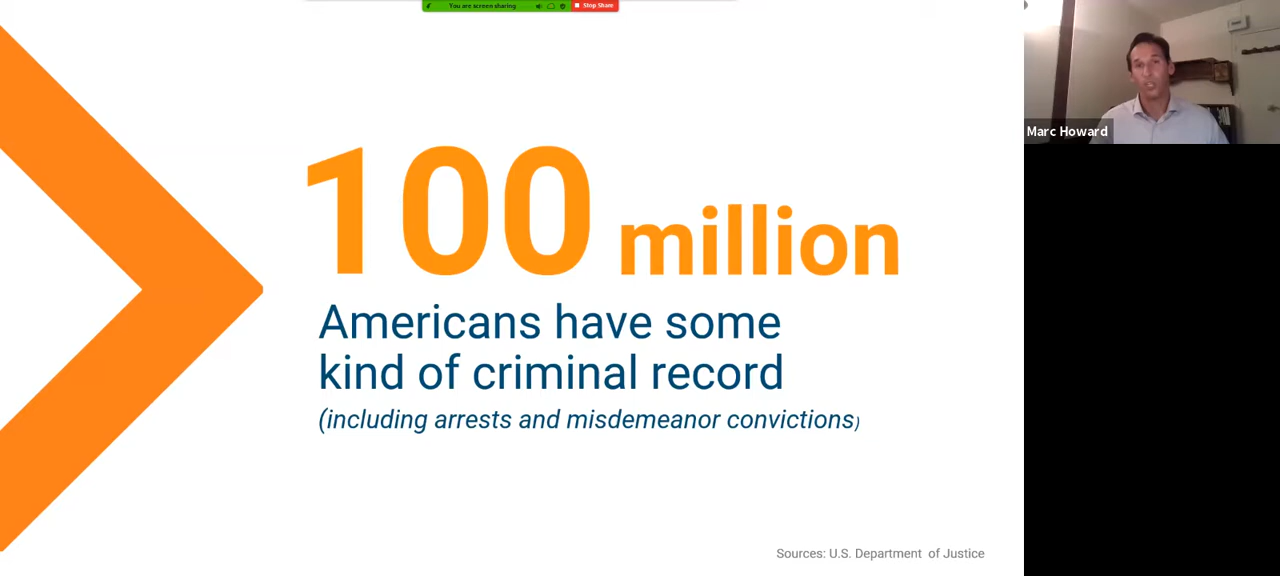 You are screen sharing
Stop Share
100 million
Americans have some
kind of criminal record
(including arrests and misdemeanor convictions)
Sources: U.S. Department of Justice
Marc Howard